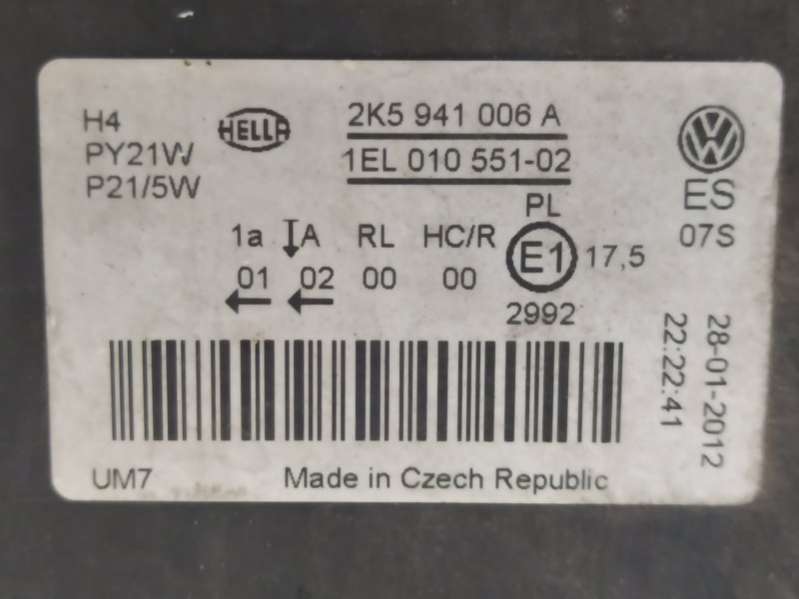 H4
PY21W
P21/5W
HELLA
2K5 941 006 A
1EL 010 551-02
VW
ES
07S
PL
1a A RL HC/R
E1 17,5
01 02 00 00
2992
28-01-2012
22:22:41
UM7
Made in Czech Republic